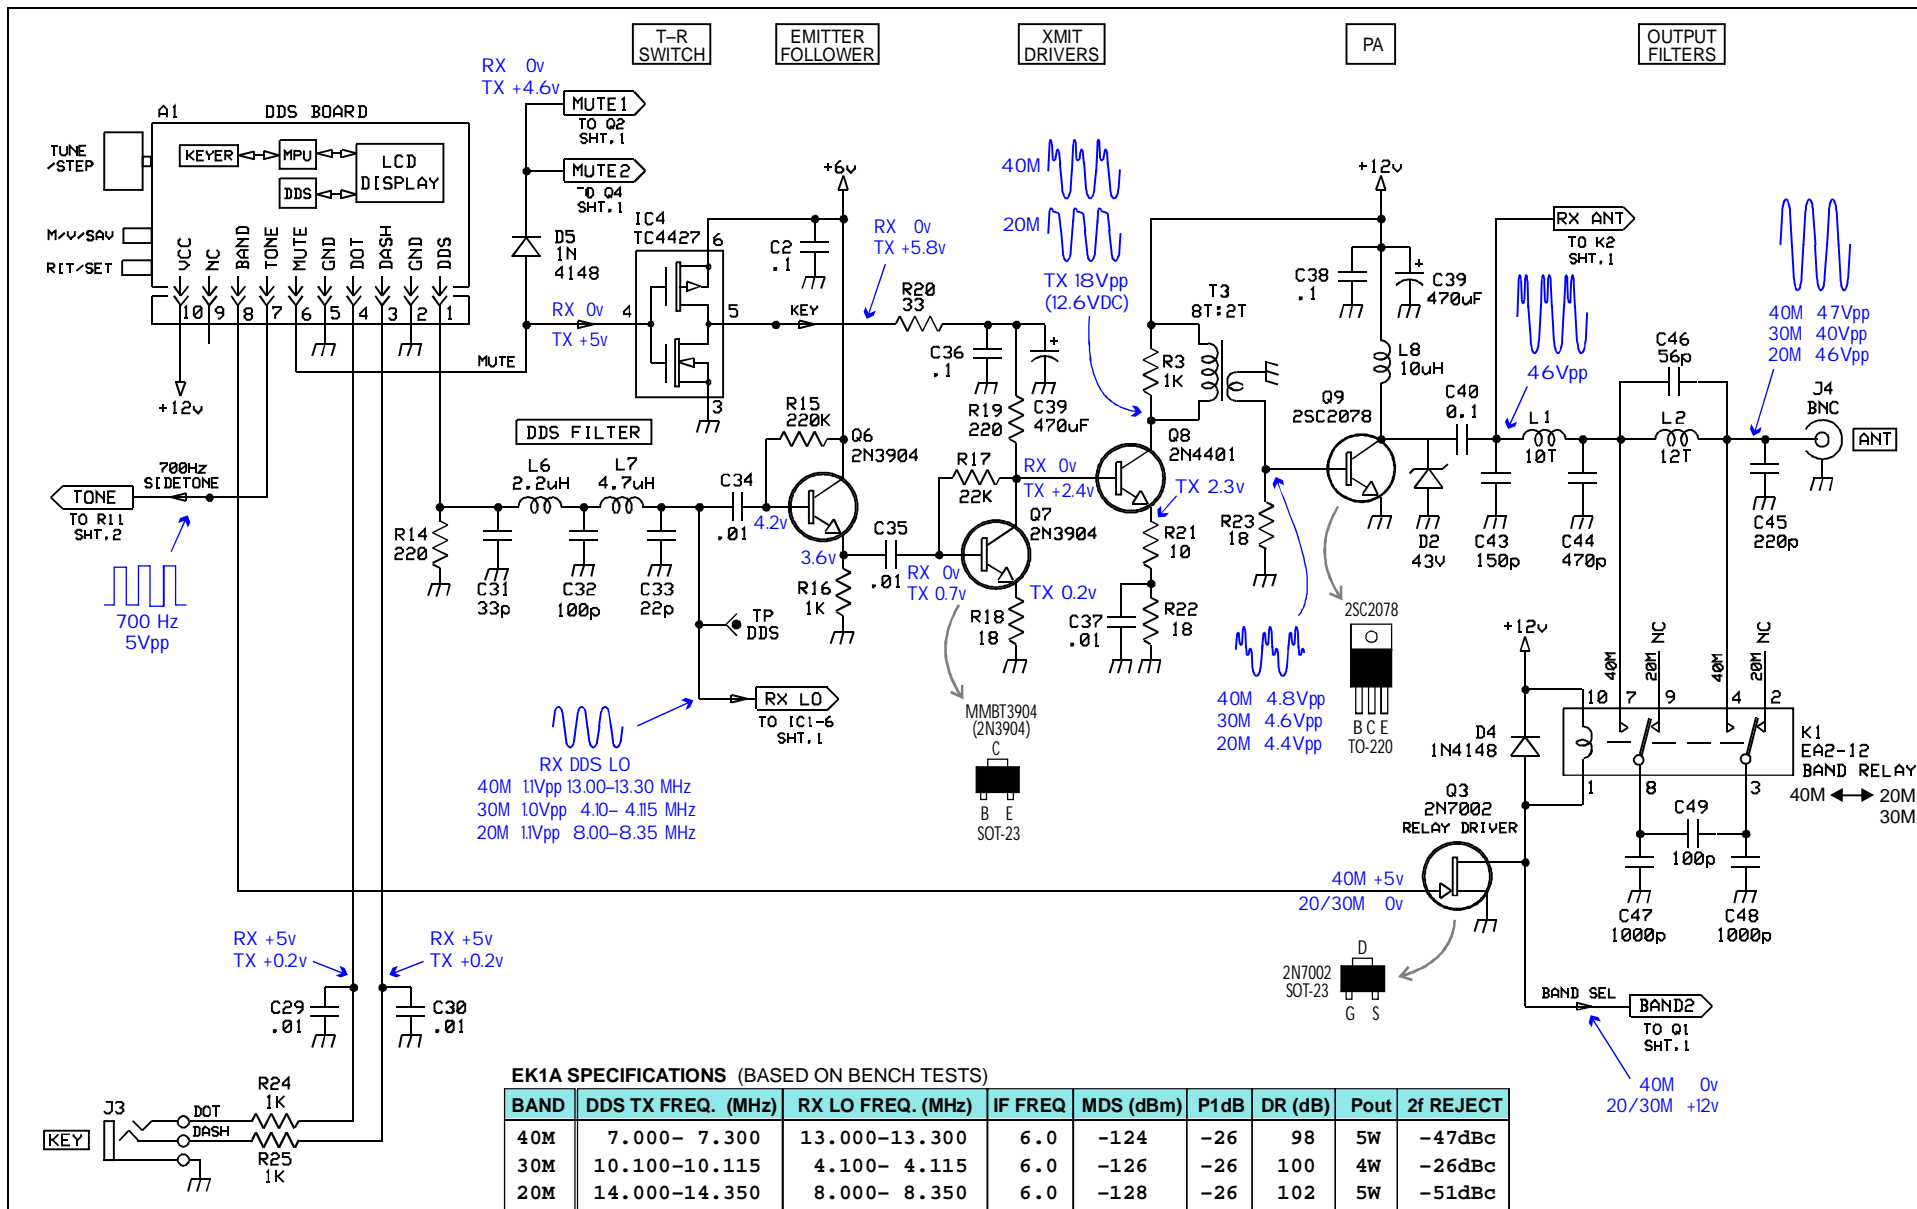 T-R
SWITCH
EMITTER
FOLLOWER
XMIT
DRIVERS
PA
OUTPUT
FILTERS
RX 0v
TX +4.6v
MUTE1
TO Q2
SHT.1
MUTE2
TO Q4
SHT.1
A1
DDS BOARD
TUNE
/STEP
KEYER
MPU
DDS
LCD
DISPLAY
M/V/SAV
RIT/SET
VCC
NC
BAND
TONE
MUTE
GND
DOT
DASH
GND
DDS
10
9
8
7
6
5
4
3
2
1
+12v
MUTE
D5
1N
4148
RX 0v
TX +5v
IC4
TC4427
6
4
5
3
+6v
C2
.1
KEY
RX 0v
TX +5.8v
R20
33
C36
.1
C39
470uF
R19
220
40M
20M
TX 18Vpp
(12.6VDC)
R3
1K
T3
8T:2T
+12v
C38
.1
C39
470uF
L8
10uH
RX ANT
TO K2
SHT.1
46Vpp
40M 47Vpp
30M 40Vpp
20M 46Vpp
J4
BNC
ANT
C46
56p
L1
10T
L2
12T
C40
0.1
C43
150p
C44
470p
C45
220p
D2
43v
Q9
2SC2078
Q8
2N4401
RX 0v
TX +2.4v
TX 2.3v
R21
10
R22
18
C37
.01
R23
18
DDS FILTER
L6
2.2uH
L7
4.7uH
R14
220
C31
33p
C32
100p
C33
22p
C34
.01
R15
220K
Q6
2N3904
4.2v
3.6v
R16
1K
C35
.01
R17
22K
Q7
2N3904
RX 0v
TX 0.7v
TX 0.2v
R18
18
TP
DDS
RX LO
TO IC1-6
SHT.1
700Hz
SIDETONE
TONE
TO R11
SHT.2
700 Hz
5Vpp
RX DDS LO
40M 1.1Vpp 13.00-13.30 MHz
30M 1.0Vpp 4.10- 4.115 MHz
20M 1.1Vpp 8.00-8.35 MHz
MMBT3904
(2N3904)
C
B E
SOT-23
2SC2078
B C E
TO-220
40M 4.8Vpp
30M 4.6Vpp
20M 4.4Vpp
+12v
D4
1N4148
40M
20M NC
40M
20M NC
10
7
9
4
2
1
8
3
K1
EA2-12
BAND RELAY
40M
20M
30M
Q3
2N7002
RELAY DRIVER
C49
100p
C47
1000p
C48
1000p
40M +5v
20/30M 0v
2N7002
SOT-23
D
G S
BAND SEL
BAND2
TO Q1
SHT.1
40M 0v
20/30M +12v
RX +5v
TX +0.2v
RX +5v
TX +0.2v
C29
.01
C30
.01
J3
KEY
DOT
DASH
R24
1K
R25
1K
EK1A SPECIFICATIONS (BASED ON BENCH TESTS)
BAND DDS TX FREQ. (MHz) RX LO FREQ. (MHz) IF FREQ MDS (dBm) P1dB DR (dB) Pout 2f REJECT
40M 7.000- 7.300 13.000-13.300 6.0 -124 -26 98 5W -47dBc
30M 10.100-10.115 4.100- 4.115 6.0 -126 -26 100 4W -26dBc
20M 14.000-14.350 8.000- 8.350 6.0 -128 -26 102 5W -51dBc